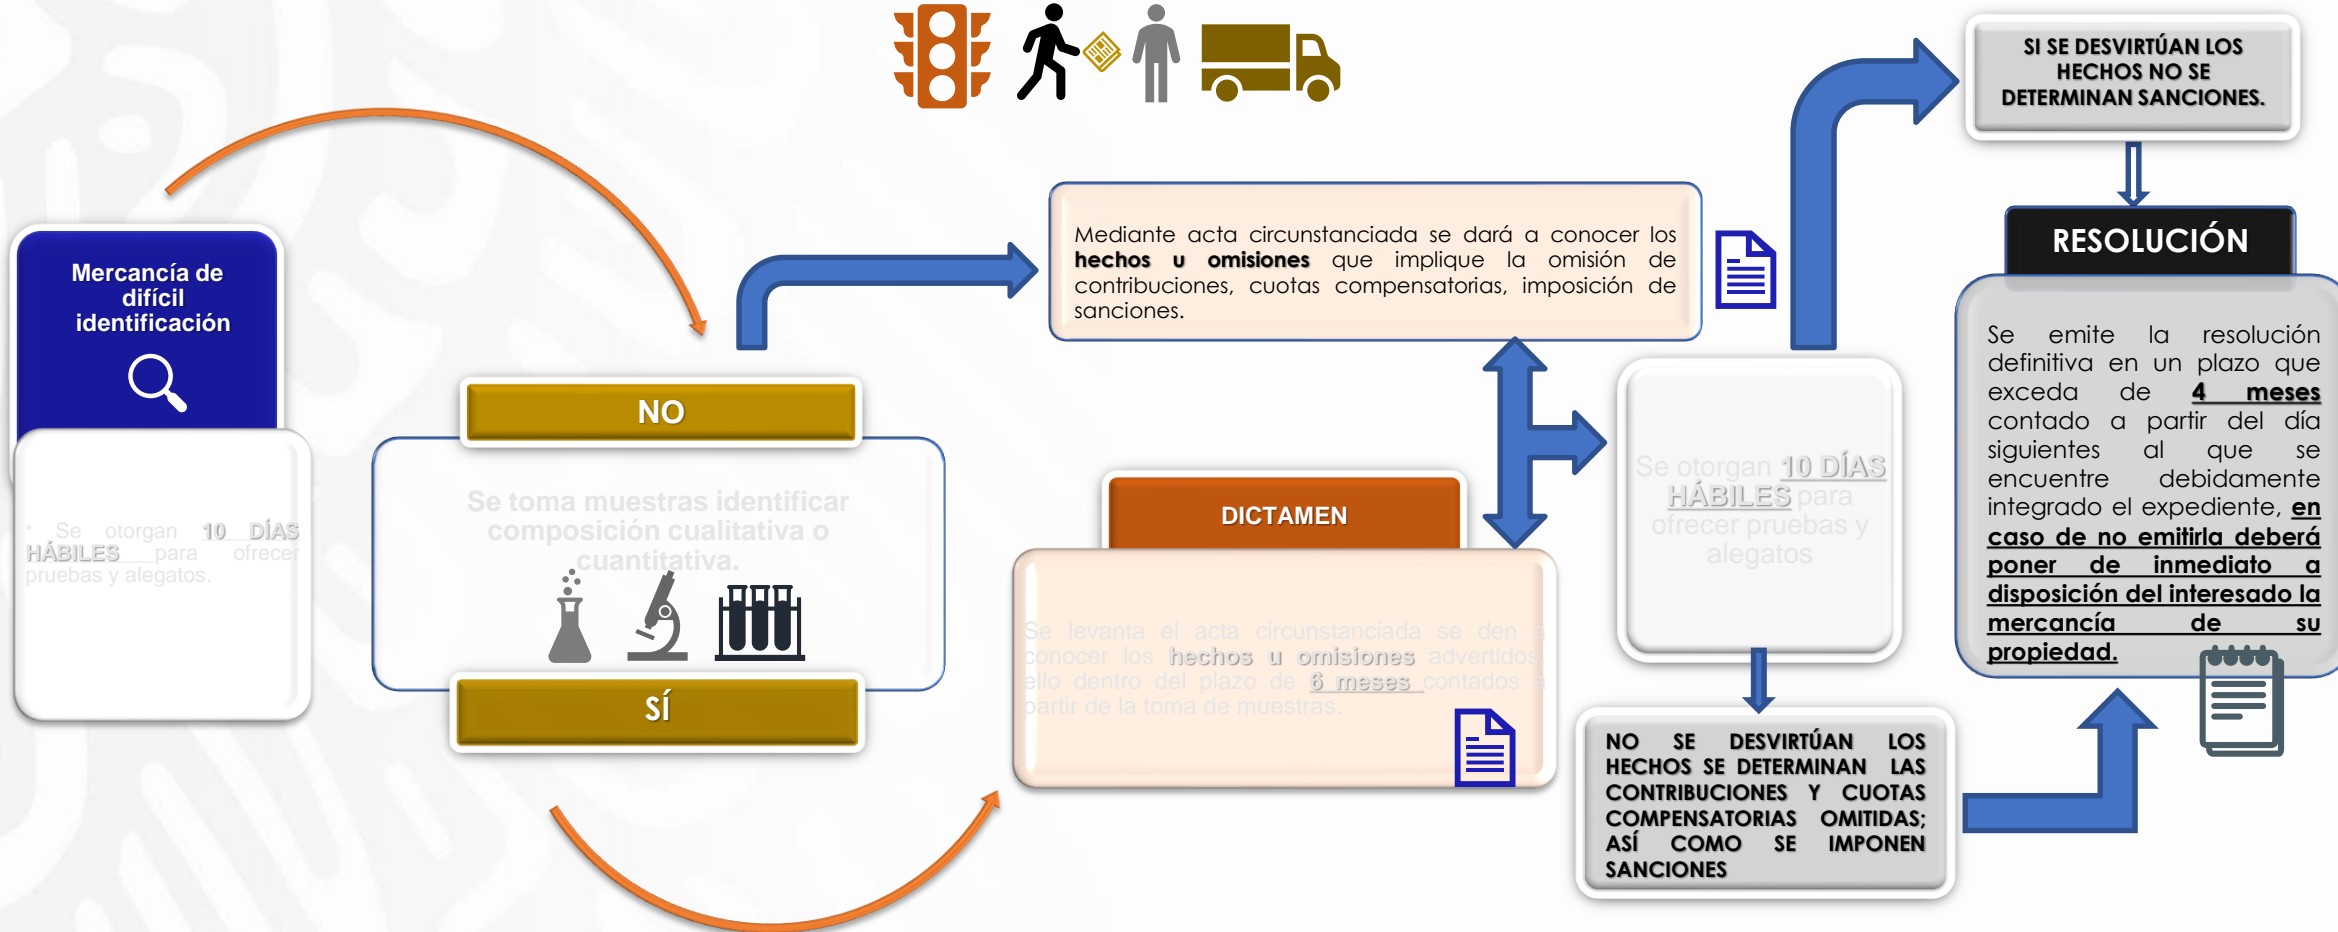 Mercancía de
difícil
identificación
* Se otorgan 10 DÍAS
HÁBILES para ofrecer
pruebas y alegatos.
NO
Se toma muestras identificar
composición cualitativa o
cuantitativa.
SÍ
Mediante acta circunstanciada se dará a conocer los
hechos u omisiones que implique la omisión de
contribuciones, cuotas compensatorias, imposición de
sanciones.
DICTAMEN
Se levanta el acta circunstanciada se den a
conocer los hechos u omisiones advertidos,
ello dentro del plazo de 6 meses contados a
partir de la toma de muestras.
Se otorgan 10 DÍAS
HÁBILES para
ofrecer pruebas y
alegatos
SI SE DESVIRTÚAN LOS
HECHOS NO SE
DETERMINAN SANCIONES.
NO SE DESVIRTÚAN LOS
HECHOS SE DETERMINAN LAS
CONTRIBUCIONES Y CUOTAS
COMPENSATORIAS OMITIDAS;
ASÍ COMO SE IMPONEN
SANCIONES
RESOLUCIÓN
Se emite la resolución
definitiva en un plazo que
exceda de 4 meses
contado a partir del día
siguientes al que se
encuentre debidamente
integrado el expediente, en
caso de no emitirla deberá
poner de inmediato a
disposición del interesado la
mercancía de su
propiedad.